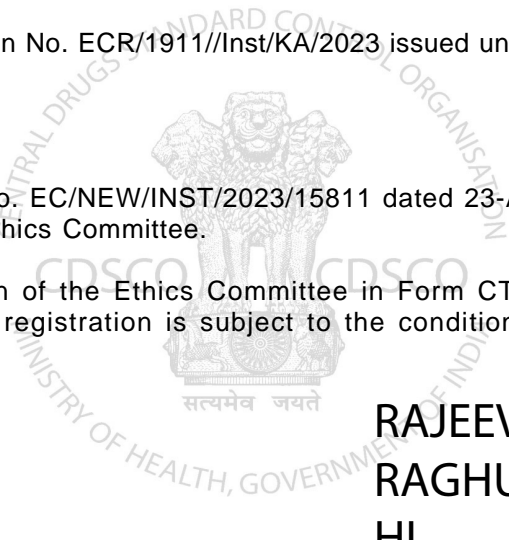 CENTRAL DRUGS STANDARD CONTROL ORGANISATION
n No. ECR/1911//Inst/KA/2023 issued un
o. EC/NEW/INST/2023/15811 dated 23-A
hics Committee.
CDSCO CDSCO
n of the Ethics Committee in Form CT
registration is subject to the condition
सत्यमेव जयते
MINISTRY OF HEALTH, GOVERNMENT OF INDIA
RAJEEV
RAGHU
HI